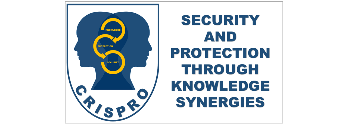 CRISPRO
SECURITY
AND
PROTECTION
THROUGH
KNOWLEDGE
SYNERGIES